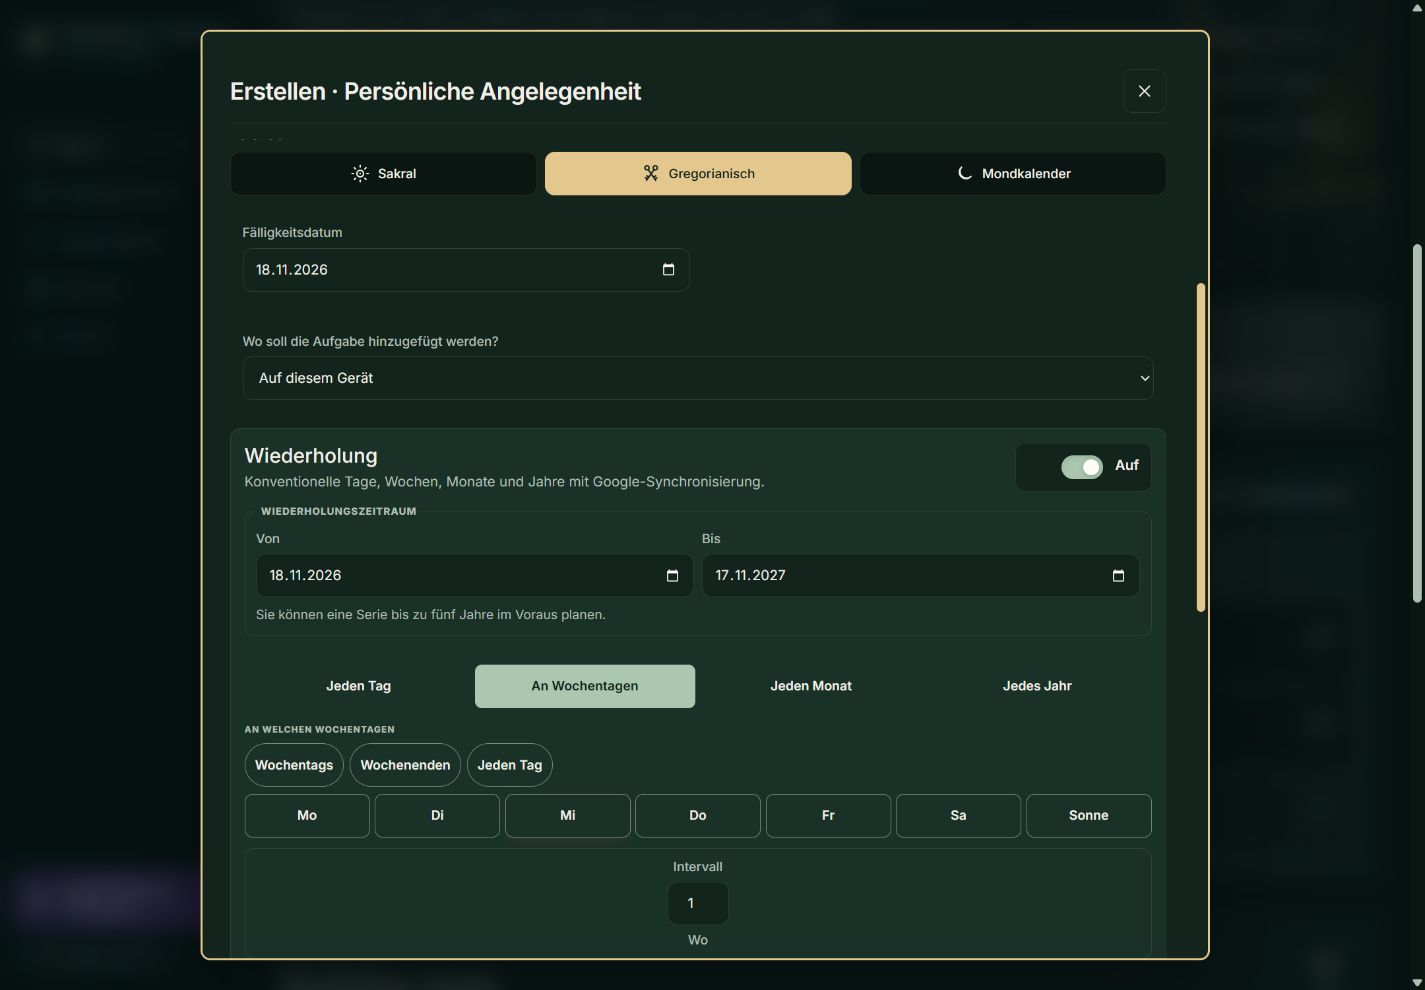 Erstellen · Persönliche Angelegenheit
Sakral
Gregorianisch
Mondkalender
Fälligkeitsdatum
18.11.2026
Wo soll die Aufgabe hinzugefügt werden?
Auf diesem Gerät
Wiederholung
Auf
Konventionelle Tage, Wochen, Monate und Jahre mit Google-Synchronisierung.
WIEDERHOLUNGSZEITRAUM
Von
Bis
18.11.2026
17.11.2027
Sie können eine Serie bis zu fünf Jahre im Voraus planen.
Jeden Tag
An Wochentagen
Jeden Monat
Jedes Jahr
AN WELCHEN WOCHENTAGEN
Wochentags
Wochenenden
Jeden Tag
Mo
Di
Mi
Do
Fr
Sa
Sonne
Intervall
1
Wo